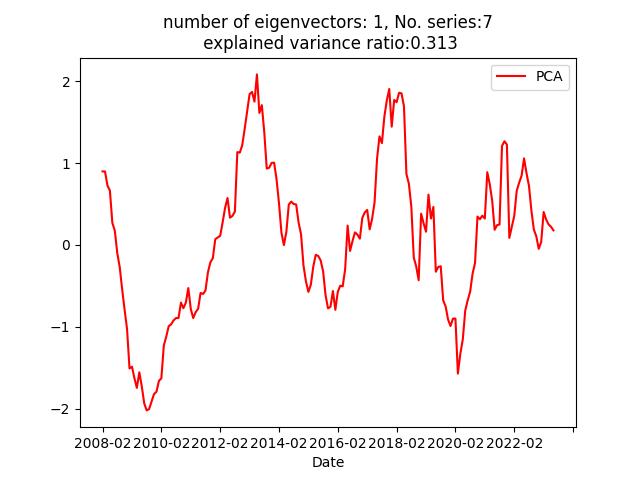 number of eigenvectors: 1, No. series:7
explained variance ratio:0.313
PCA
2
1
0
−1
−2
2008-02 2010-02 2012-02 2014-02 2016-02 2018-02 2020-02 2022-02
Date